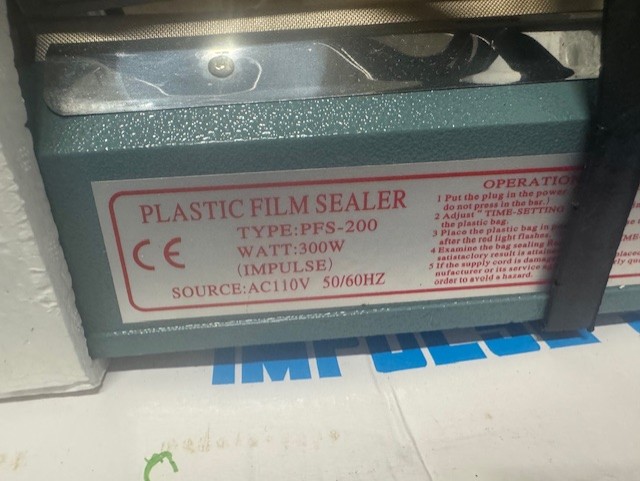 PLASTIC FILM SEALER
TYPE:PFS-200
WATT:300W
(IMPULSE)
SOURCE:AC110V 50/60HZ
CE
OPERATIO
1 Put the plug in the power
do not press in the bar.)
2 Adjust "TIME-SETTING
the plastic bag.
3 Place the plastic bag in p
after the red light flashes.
4 Examine the bag sealing
satisfactory result is attain
5 If the supply cord is damag
nufacturer or its service a
order to avoid a hazard.
IMPULSE